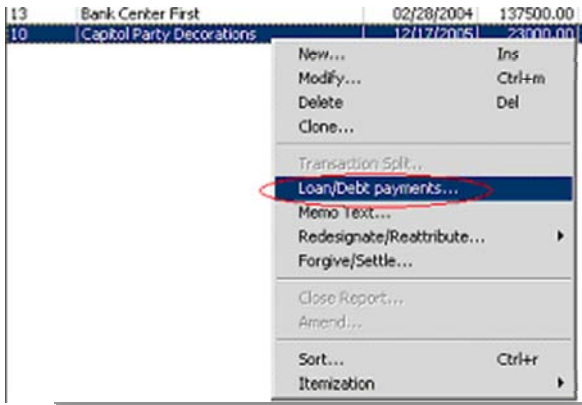 13 Bank Center First 02/28/2004 137500.00
10 Capitol Party Decorations 12/17/2005 23000.00
New... Ins
Modify... Ctrl+m
Delete Del
Clone...
Transaction Split...
Loan/Debt payments...
Memo Text...
Redesignate/Reattribute...
Forgive/Settle...
Close Report...
Amend...
Sort... Ctrl+r
Itemization